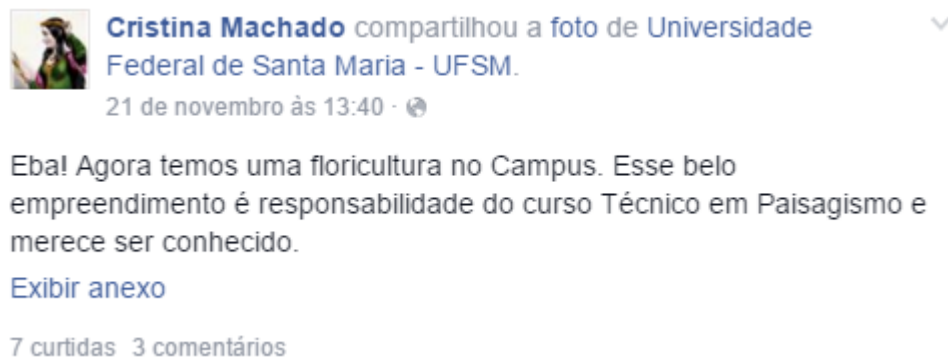 Cristina Machado compartilhou a foto de Universidade
Federal de Santa Maria - UFSM.
21 de novembro às 13:40 ·
Eba! Agora temos uma floricultura no Campus. Esse belo
empreendimento é responsabilidade do curso Técnico em Paisagismo e
merece ser conhecido.
Exibir anexo
7 curtidas 3 comentários